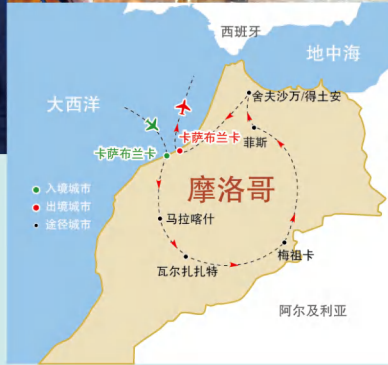 西班牙
地中海
大西洋
舍夫沙万/得土安
卡萨布兰卡
菲斯
卡萨布兰卡
摩洛哥
入境城市
出境城市
途径城市
马拉喀什
梅祖卡
瓦尔扎扎特
阿尔及利亚